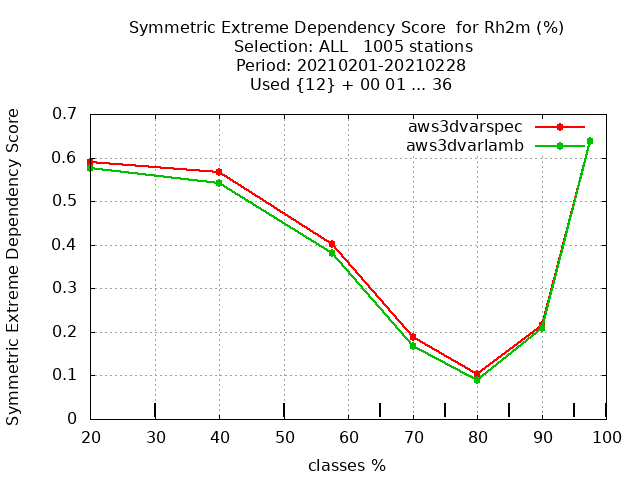 Symmetric Extreme Dependency Score for Rh2m (%)
Selection: ALL 1005 stations
Period: 20210201-20210228
Used {12} + 00 01 ... 36
Symmetric Extreme Dependency Score
0.7
0.6
0.5
0.4
0.3
0.2
0.1
0
aws3dvarspec
aws3dvarlamb
20 30 40 50 60 70 80 90 100
classes %